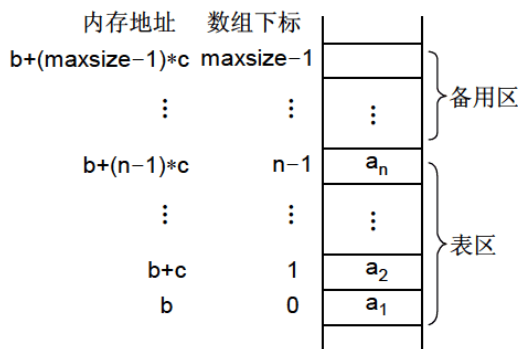 内存地址 数组下标
b+(maxsize−1)*c maxsize−1
⋮ ⋮ ⋮ 备用区
b+(n−1)*c n−1 aₙ
⋮ ⋮ ⋮ 表区
b+c 1 a₂
b 0 a₁